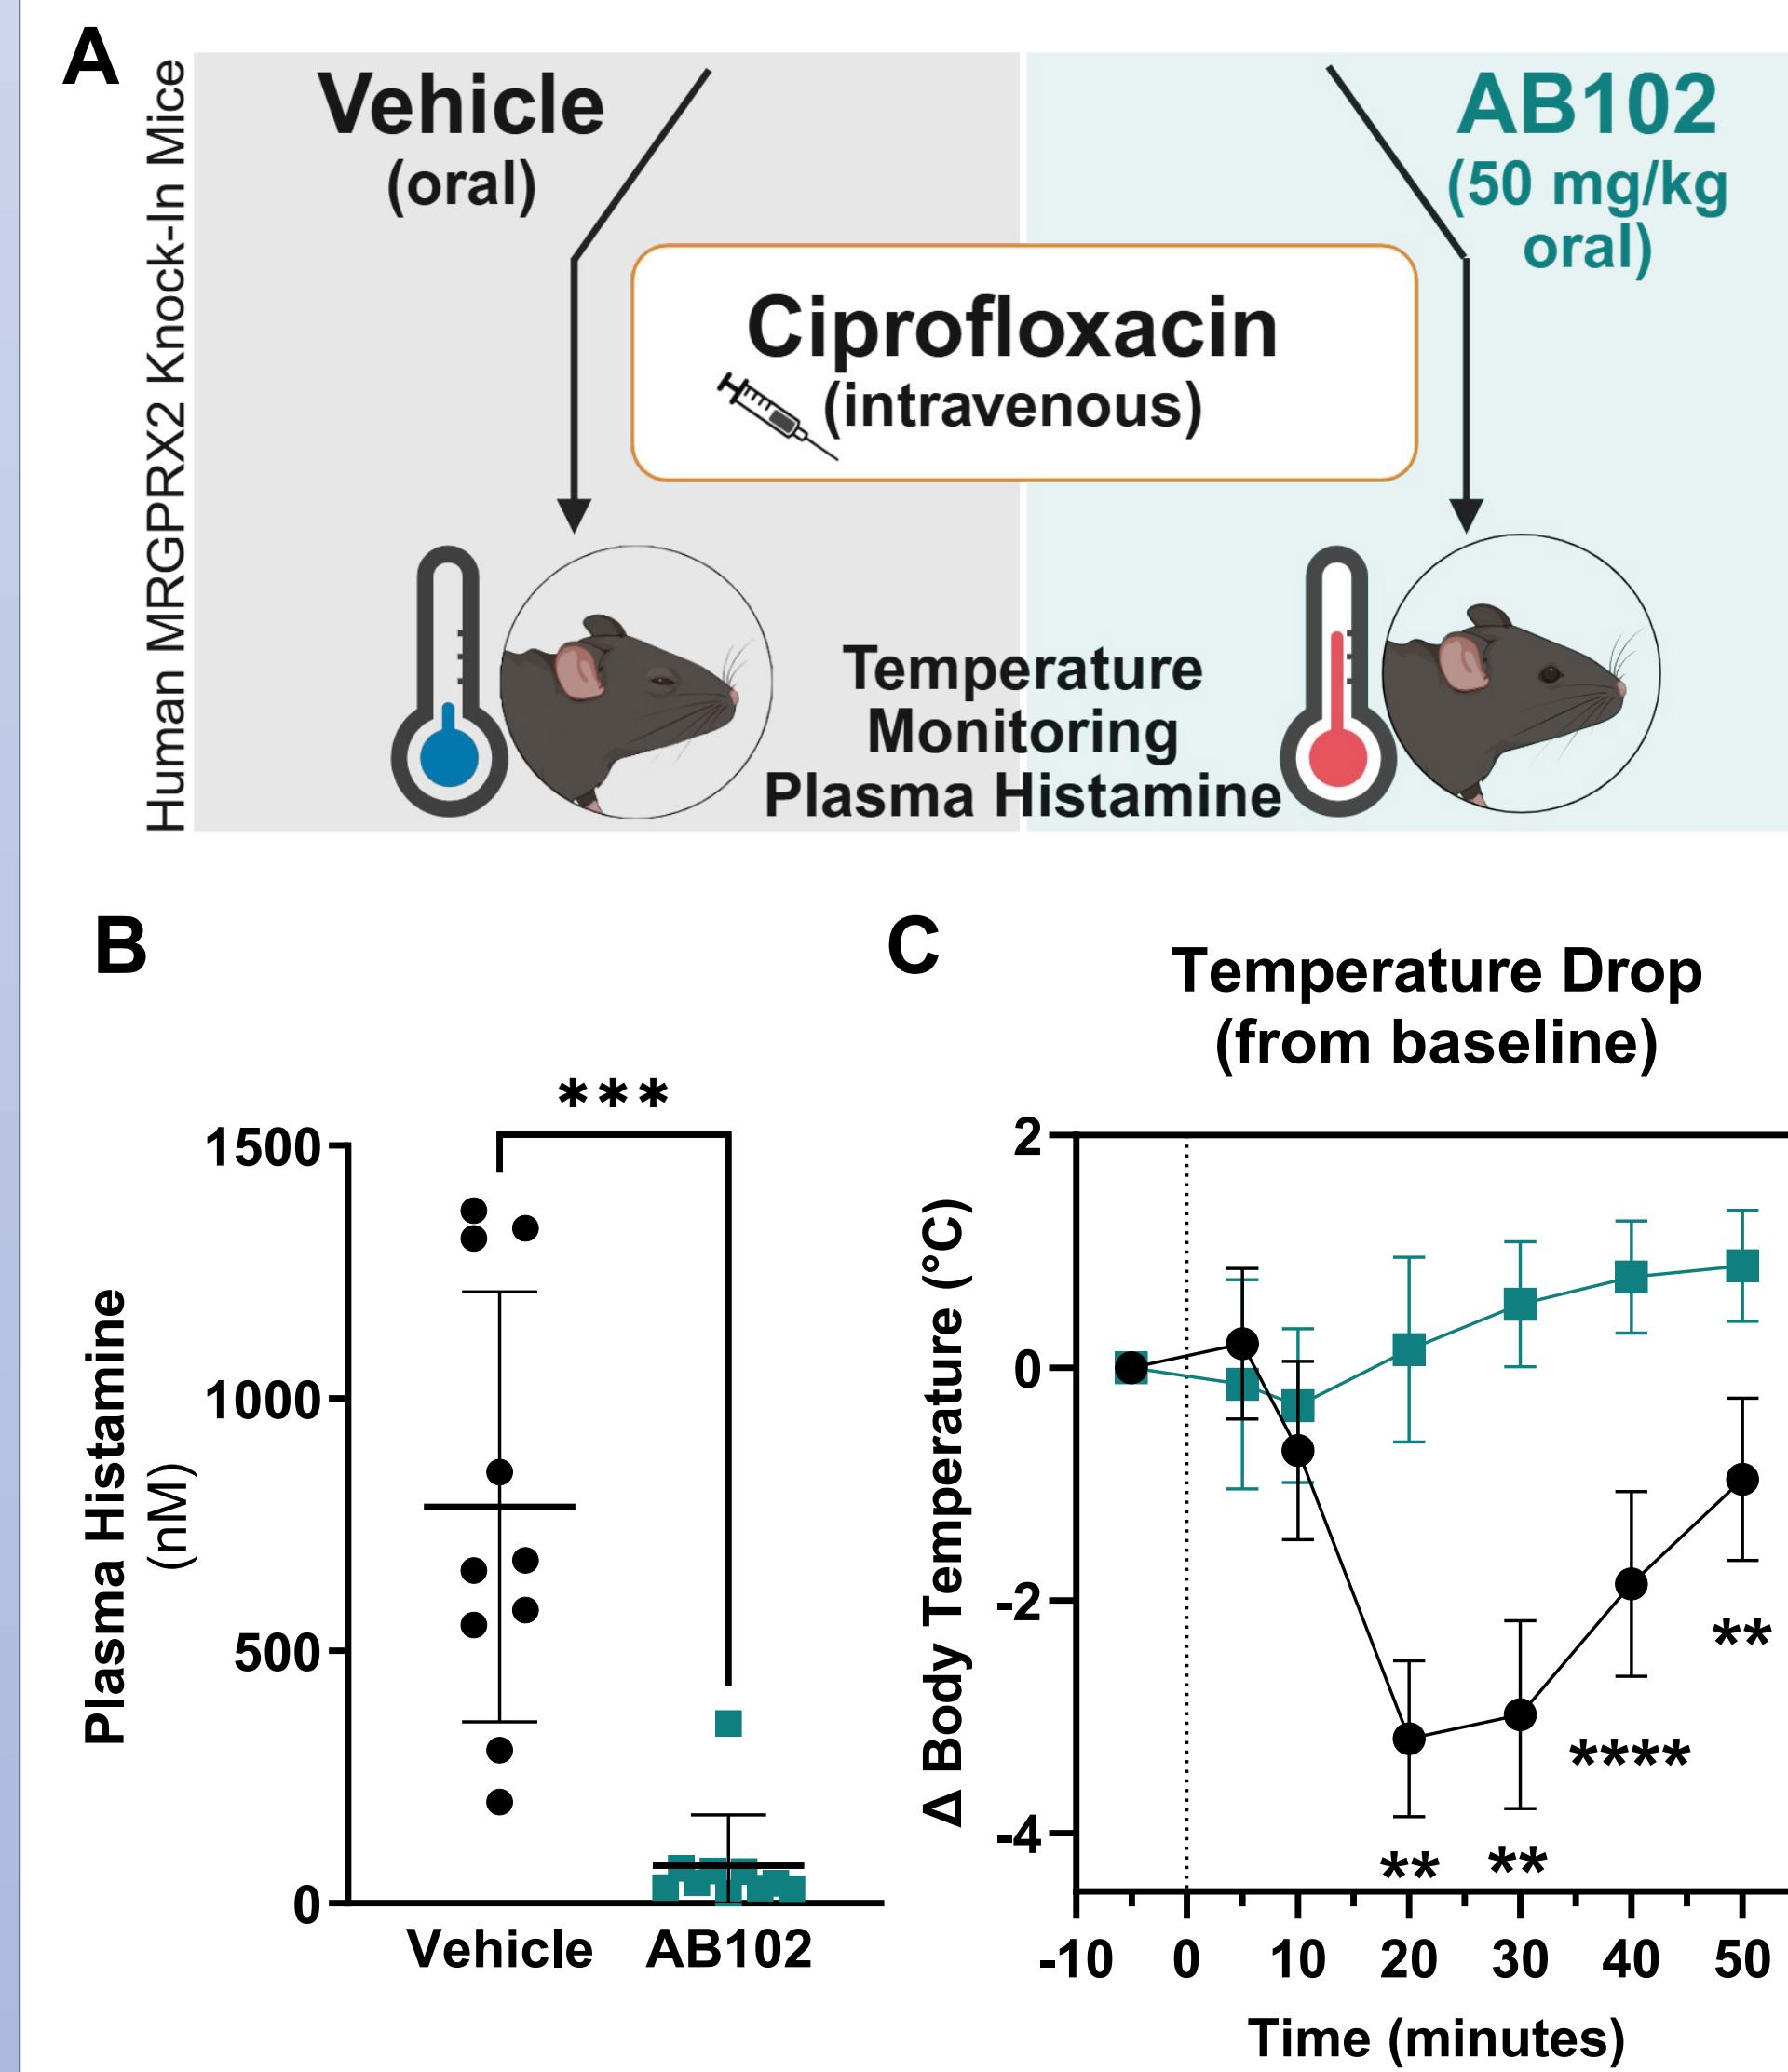 A
Human MRGPRX2 Knock-In Mice
Vehicle
(oral)
AB102
(50 mg/kg
oral)
Ciprofloxacin
(intravenous)
Temperature
Monitoring
Plasma Histamine
B
***
Plasma Histamine
(nM)
1500
1000
500
0
Vehicle
AB102
C
Temperature Drop
(from baseline)
Δ Body Temperature (°C)
2
0
-2
-4
**
**
****
**
-10
0
10
20
30
40
50
Time (minutes)